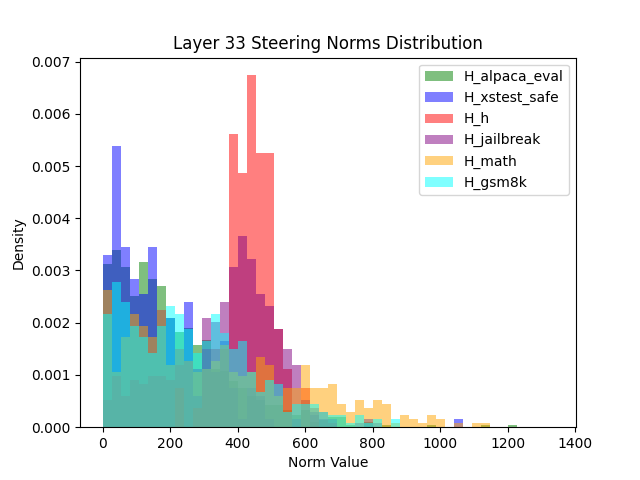 Layer 33 Steering Norms Distribution
0.007
0.006
0.005
0.004
0.003
0.002
0.001
0.000
Density
H_alpaca_eval
H_xstest_safe
H_h
H_jailbreak
H_math
H_gsm8k
0 200 400 600 800 1000 1200 1400
Norm Value